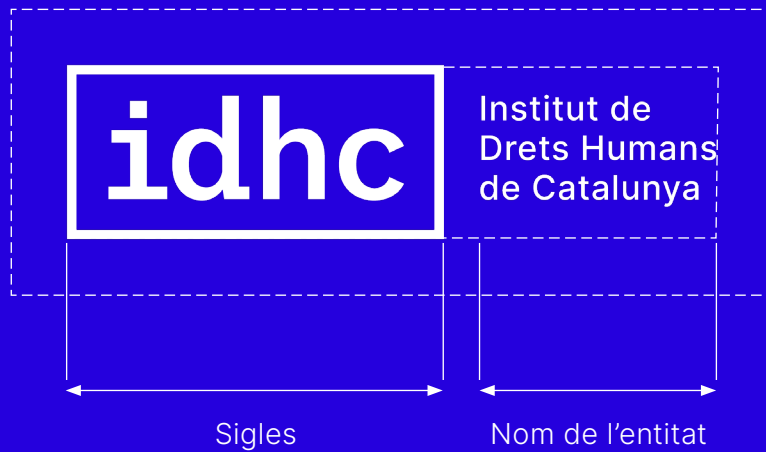 idhc
Institut de
Drets Humans
de Catalunya
Sigles
Nom de l’entitat